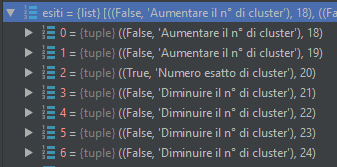 esiti = {list} [((False, 'Aumentare il n° di cluster'), 18), ((Fa
0 = {tuple} ((False, 'Aumentare il n° di cluster'), 18)
1 = {tuple} ((False, 'Aumentare il n° di cluster'), 19)
2 = {tuple} ((True, 'Numero esatto di cluster'), 20)
3 = {tuple} ((False, 'Diminuire il n° di cluster'), 21)
4 = {tuple} ((False, 'Diminuire il n° di cluster'), 22)
5 = {tuple} ((False, 'Diminuire il n° di cluster'), 23)
6 = {tuple} ((False, 'Diminuire il n° di cluster'), 24)